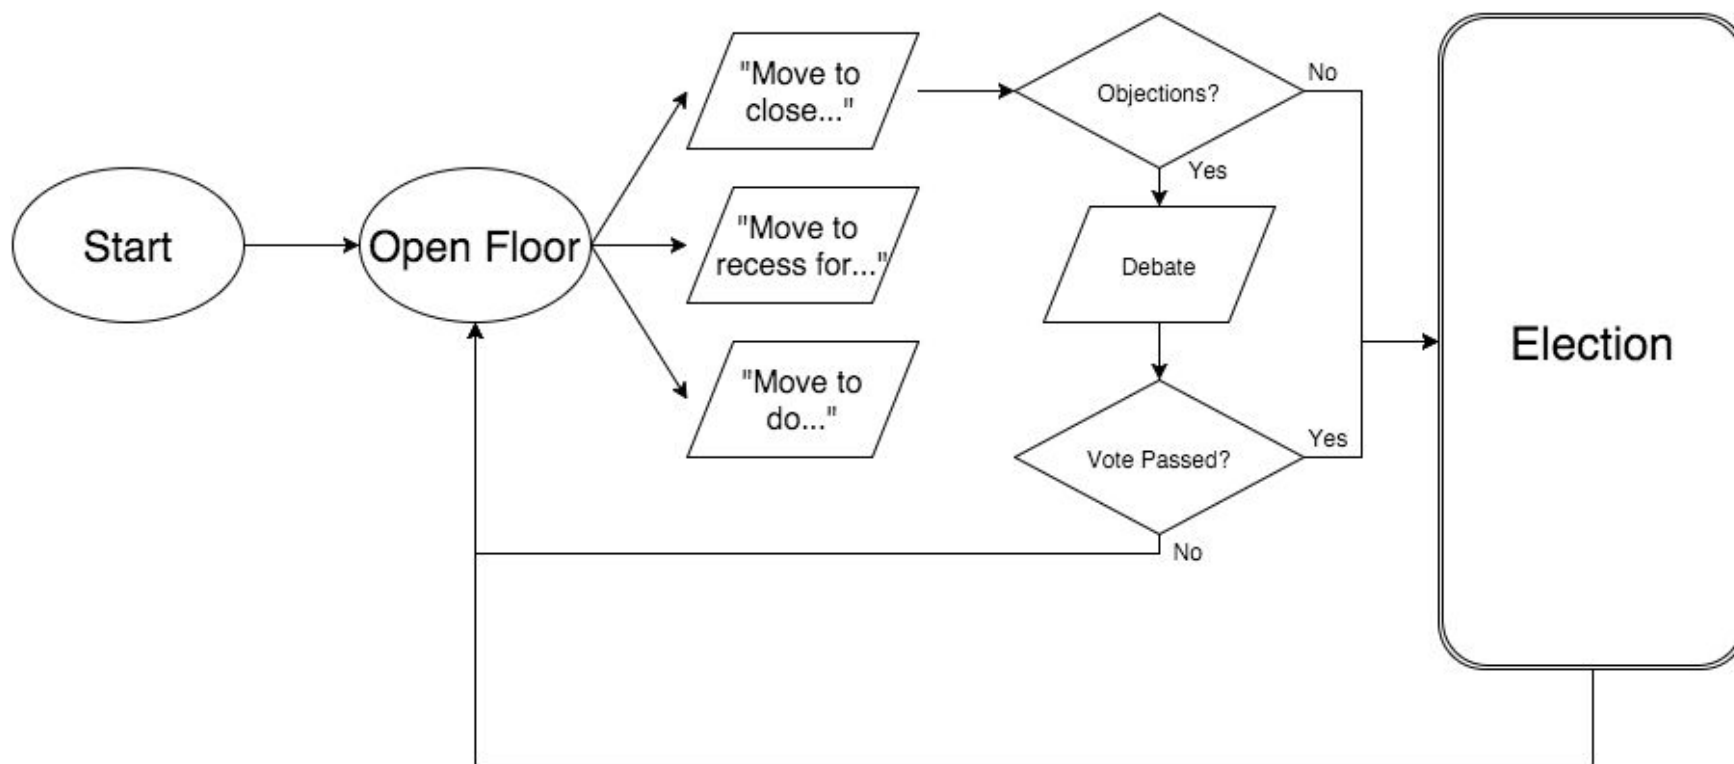 Start
Open Floor
"Move to
close..."
"Move to
recess for..."
"Move to
do..."
Objections?
No
Yes
Debate
Vote Passed?
Yes
No
Election